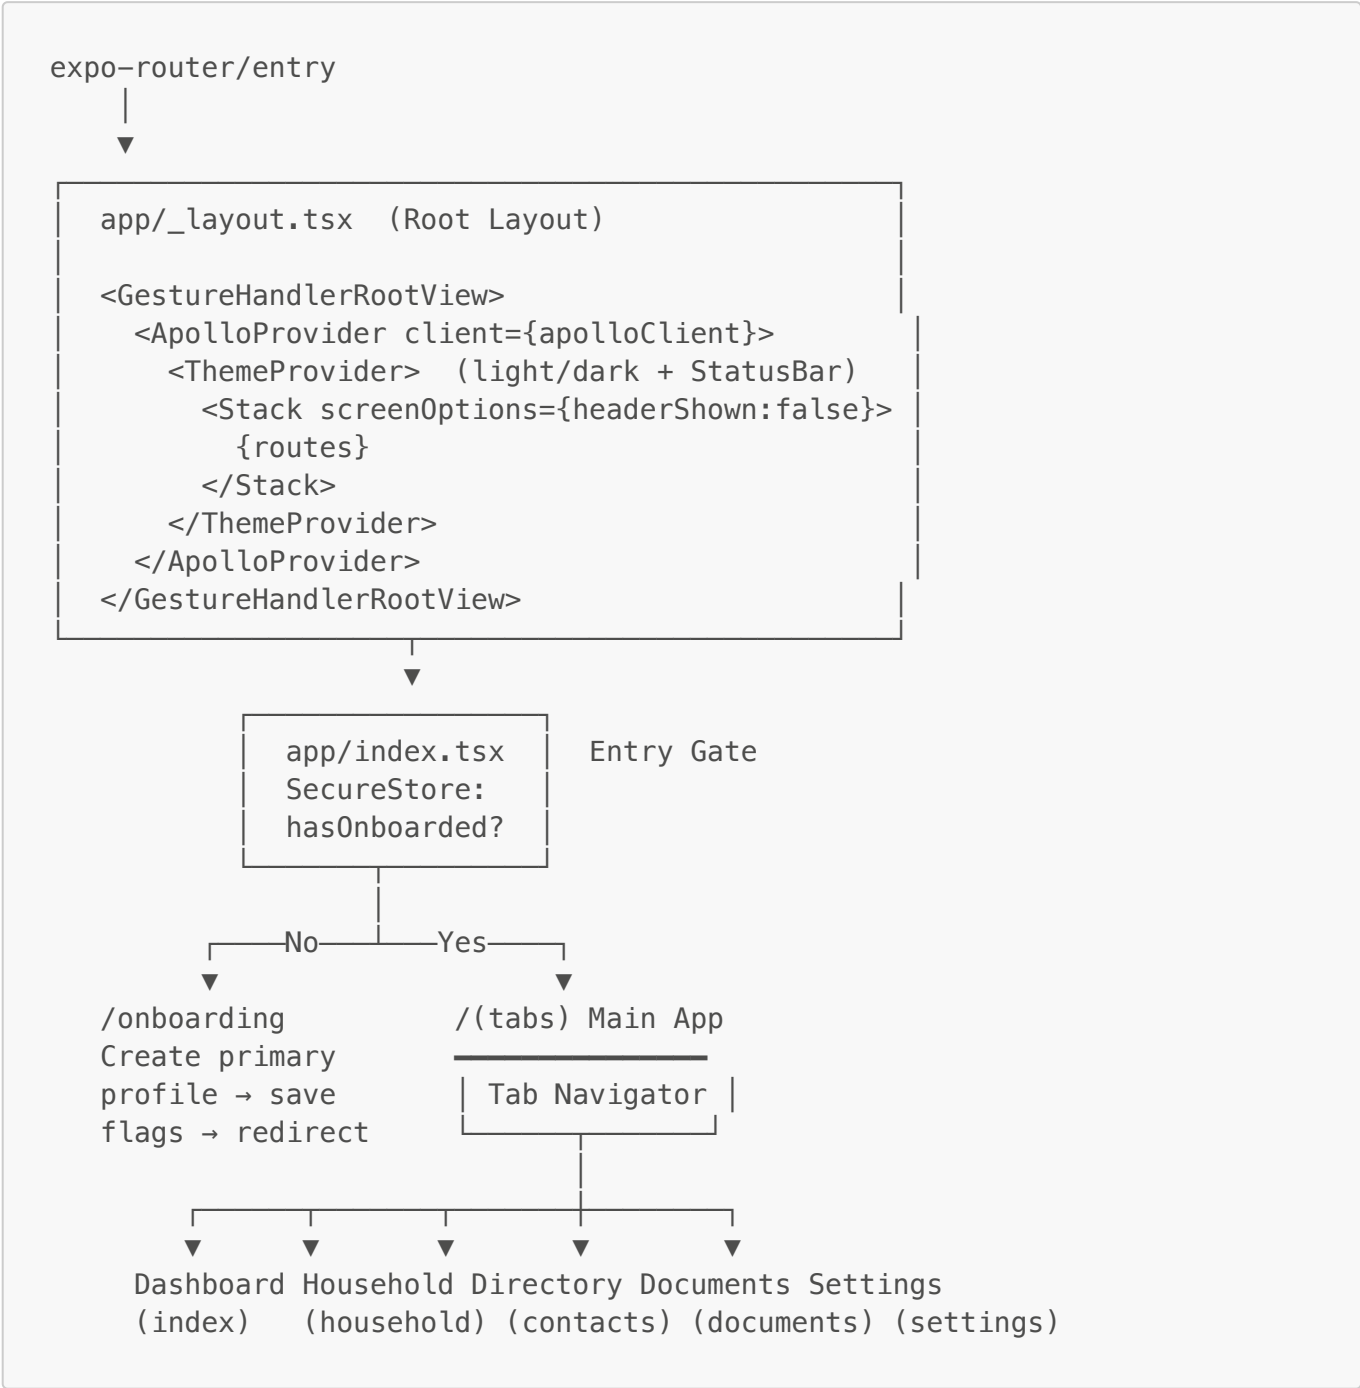 expo-router/entry
app/_layout.tsx (Root Layout)
<GestureHandlerRootView>
<ApolloProvider client={apolloClient}>
<ThemeProvider> (light/dark + StatusBar)
<Stack screenOptions={headerShown:false}>
{routes}
</Stack>
</ThemeProvider>
</ApolloProvider>
</GestureHandlerRootView>
app/index.tsx Entry Gate
SecureStore:
hasOnboarded?
No Yes
/onboarding /(tabs) Main App
Create primary
profile → save Tab Navigator
flags → redirect
Dashboard Household Directory Documents Settings
(index) (household) (contacts) (documents) (settings)